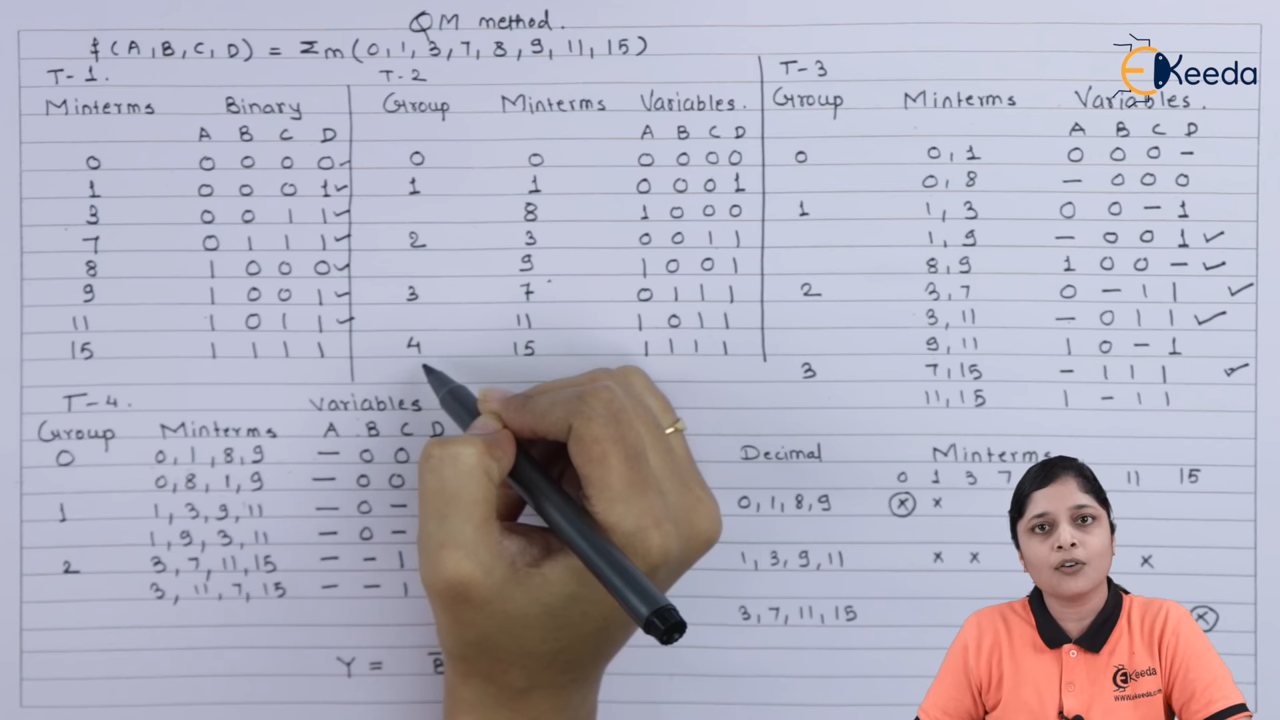 QM method.
f(A,B,C,D) = Σm(0,1,3,7,8,9,11,15)
EKeeda
T-1. T-2 T-3
Minterms Binary Group Minterms Variables. Group Minterms Variables.
A B C D A B C D A B C D
0 0 0 0 0✓ 0 0 0 0 0 0 0 0,1 0 0 0 –
1 0 0 0 1✓ 1 1 0 0 0 1 0,8 – 0 0 0
3 0 0 1 1✓ 8 1 0 0 0 1 1,3 0 0 – 1
7 0 1 1 1✓ 2 3 0 0 1 1 1,9 – 0 0 1 ✓
8 1 0 0 0✓ 9 1 0 0 1 8,9 1 0 0 – ✓
9 1 0 0 1✓ 3 7 0 1 1 1 2 3,7 0 – 1 1 ✓
11 1 0 1 1✓ 11 1 0 1 1 3,11 – 0 1 1 ✓
15 1 1 1 1 4 15 1 1 1 1 9,11 1 0 – 1
3 7,15 – 1 1 1 ✓
11,15 1 – 1 1
T-4. Variables
Group Minterms A B C D
0 0,1,8,9 – 0 0
0,8,1,9 – 0 0
1 1,3,9,11 – 0 –
1,9,3,11 – 0 –
2 3,7,11,15 – – 1
3,11,7,15 – – 1
Y =
Decimal Minterms
0 1 3 7 11 15
0,1,8,9 ⓧ x
1,3,9,11 x x x
3,7,11,15 ⓧ
EKeeda
www.ekeeda.com